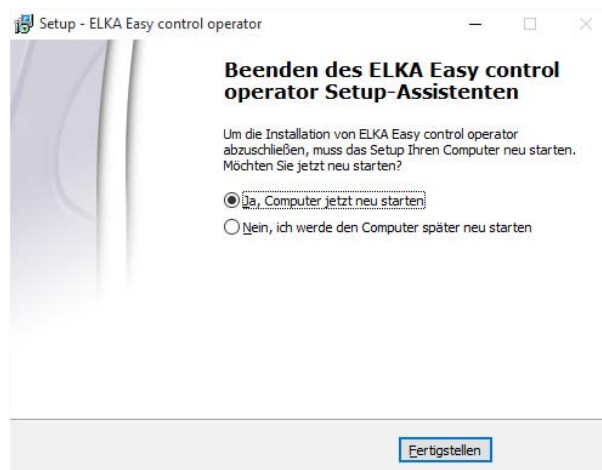 Setup - ELKA Easy control operator
Beenden des ELKA Easy control
operator Setup-Assistenten
Um die Installation von ELKA Easy control operator
abzuschließen, muss das Setup Ihren Computer neu starten.
Möchten Sie jetzt neu starten?
Ja, Computer jetzt neu starten
Nein, ich werde den Computer später neu starten
Fertigstellen